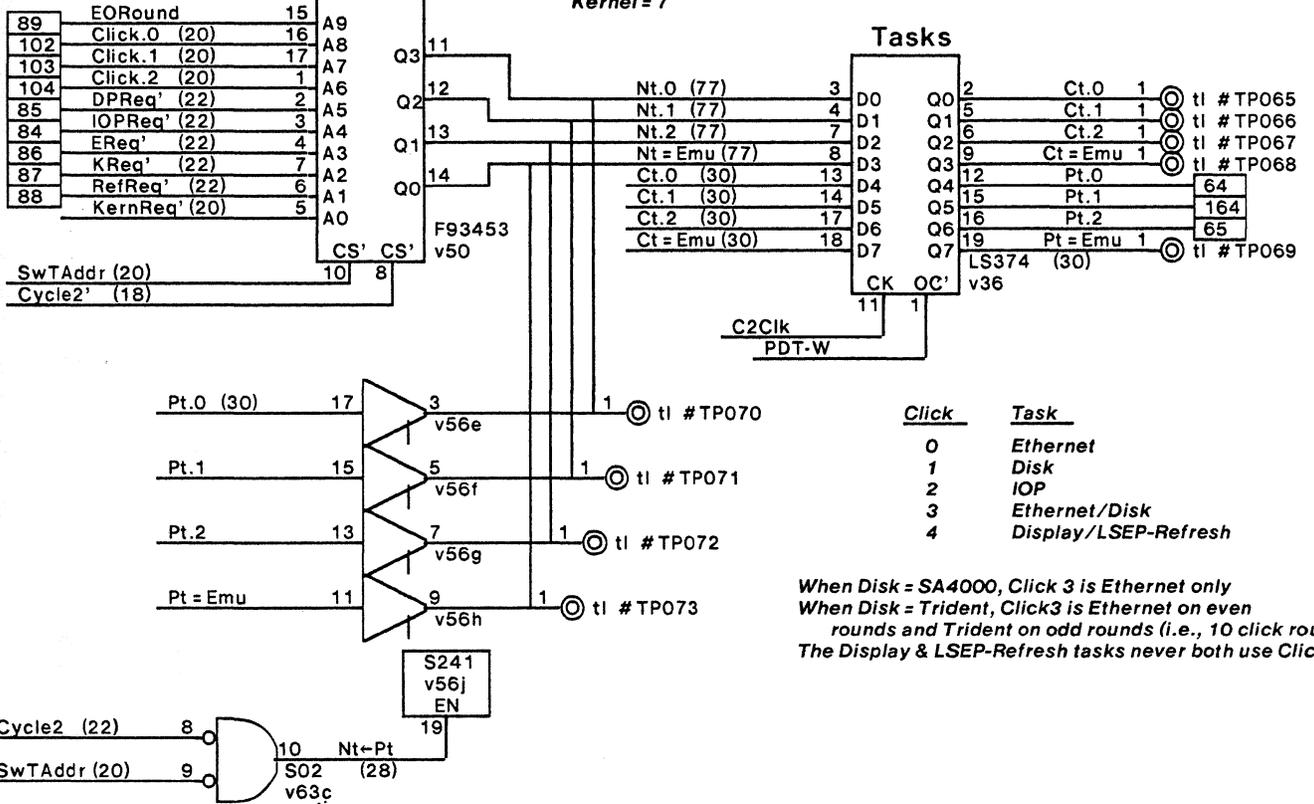 Kernel = 7
89 EORound 15 A9
102 Click.0 (20) 16 A8
103 Click.1 (20) 17 A7
104 Click.2 (20) 1 A6
85 DPReq' (22) 2 A5
84 IOPReq' (22) 3 A4
86 EReq' (22) 4 A3
87 KReq' (22) 7 A2
88 RefReq' (22) 6 A1
KernReq' (20) 5 A0
Q3 11
Q2 12
Q1 13
Q0 14
CS' CS'
F93453
v50
SwTAddr (20) 10 8
Cycle2' (18)
Tasks
Nt.0 (77) 3 D0 Q0 2 Ct.0 1 tl #TP065
Nt.1 (77) 4 D1 Q1 5 Ct.1 1 tl #TP066
Nt.2 (77) 7 D2 Q2 6 Ct.2 1 tl #TP067
Nt = Emu (77) 8 D3 Q3 9 Ct = Emu 1 tl #TP068
Ct.0 (30) 13 D4 Q4 12 Pt.0 64
Ct.1 (30) 14 D5 Q5 15 Pt.1 164
Ct.2 (30) 17 D6 Q6 16 Pt.2 65
Ct = Emu (30) 18 D7 Q7 19 Pt = Emu 1 tl #TP069
LS374 (30)
CK OC' v36
11 1
C2Clk
PDT-W
Pt.0 (30) 17 3 1 tl #TP070
v56e
Pt.1 15 5 1 tl #TP071
v56f
Pt.2 13 7 1 tl #TP072
v56g
Pt = Emu 11 9 1 tl #TP073
v56h
S241
v56j
EN
19
Cycle2 (22) 8
10 Nt←Pt
SwTAddr (20) 9 S02 (28)
v63c
Click Task
0 Ethernet
1 Disk
2 IOP
3 Ethernet/Disk
4 Display/LSEP-Refresh
When Disk = SA4000, Click 3 is Ethernet only
When Disk = Trident, Click3 is Ethernet on even
rounds and Trident on odd rounds (i.e., 10 click rou
The Display & LSEP-Refresh tasks never both use Clic